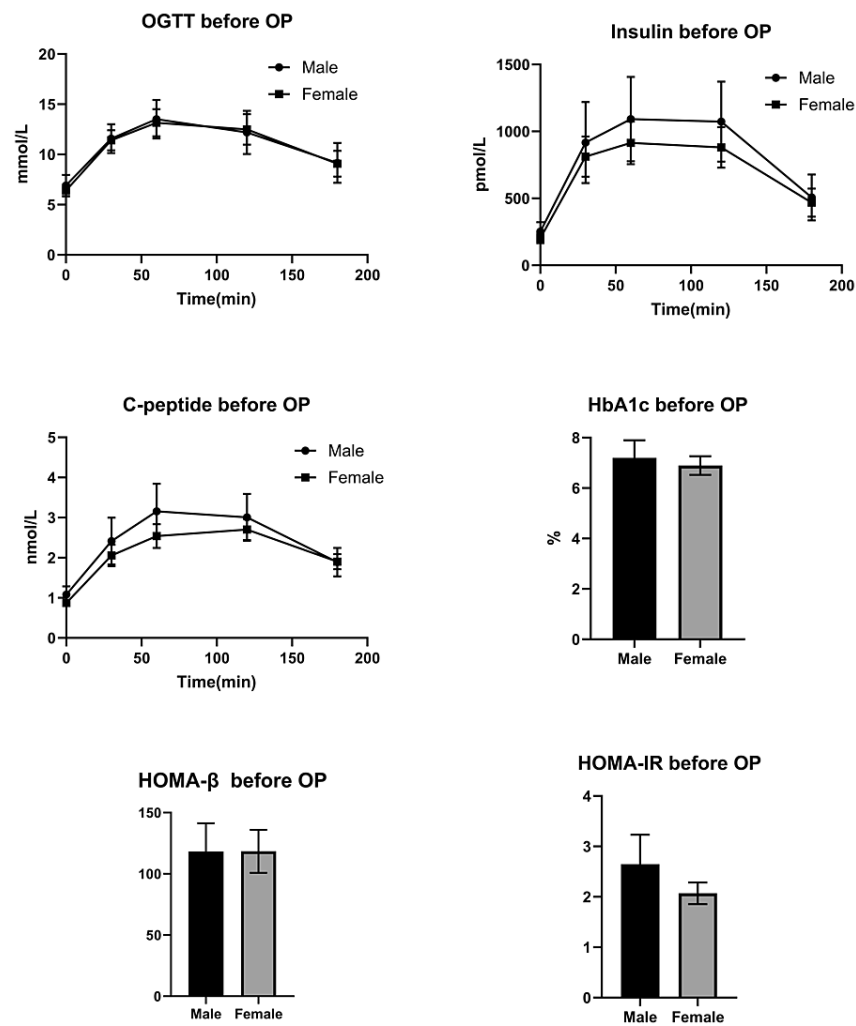 OGTT before OP
20
15
10
5
0
mmol/L
0 50 100 150 200
Time(min)
Male
Female
Insulin before OP
1500
1000
500
0
pmol/L
0 50 100 150 200
Time(min)
Male
Female
C-peptide before OP
5
4
3
2
1
0
nmol/L
0 50 100 150 200
Time(min)
Male
Female
HbA1c before OP
8
6
4
2
0
%
Male Female
HOMA-β before OP
150
100
50
0
Male Female
HOMA-IR before OP
4
3
2
1
0
Male Female